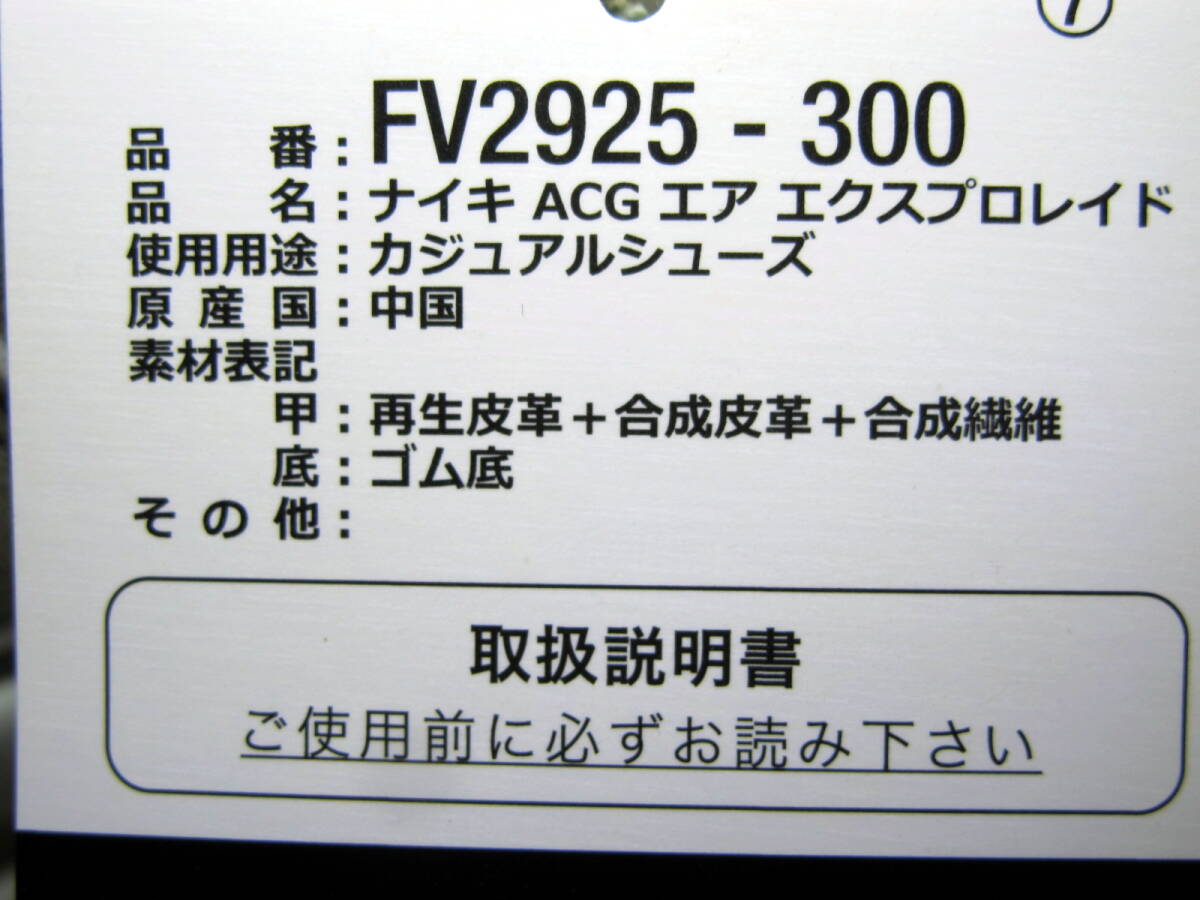 ⑦
品番：FV2925 - 300
品名：ナイキ ACG エア エクスプロレイド
使用用途：カジュアルシューズ
原産国：中国
素材表記
甲：再生皮革＋合成皮革＋合成繊維
底：ゴム底
その他：
取扱説明書
ご使用前に必ずお読み下さい